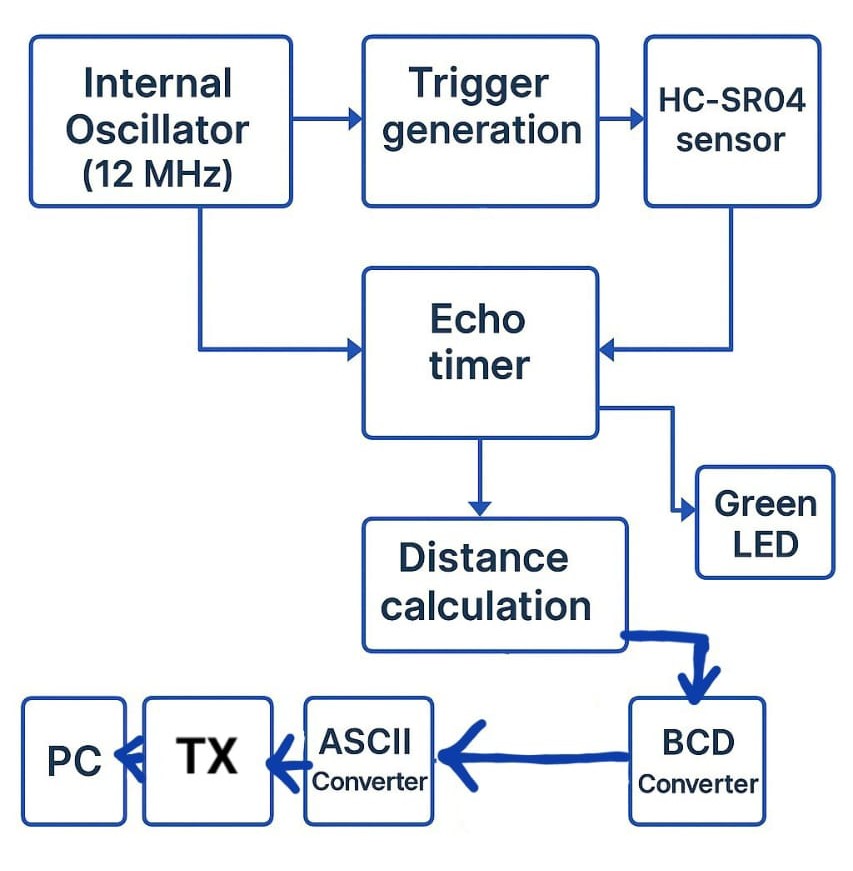 Internal
Oscillator
(12 MHz)
Trigger
generation
HC-SR04
sensor
Echo
timer
Green
LED
Distance
calculation
PC
TX
ASCII
Converter
BCD
Converter